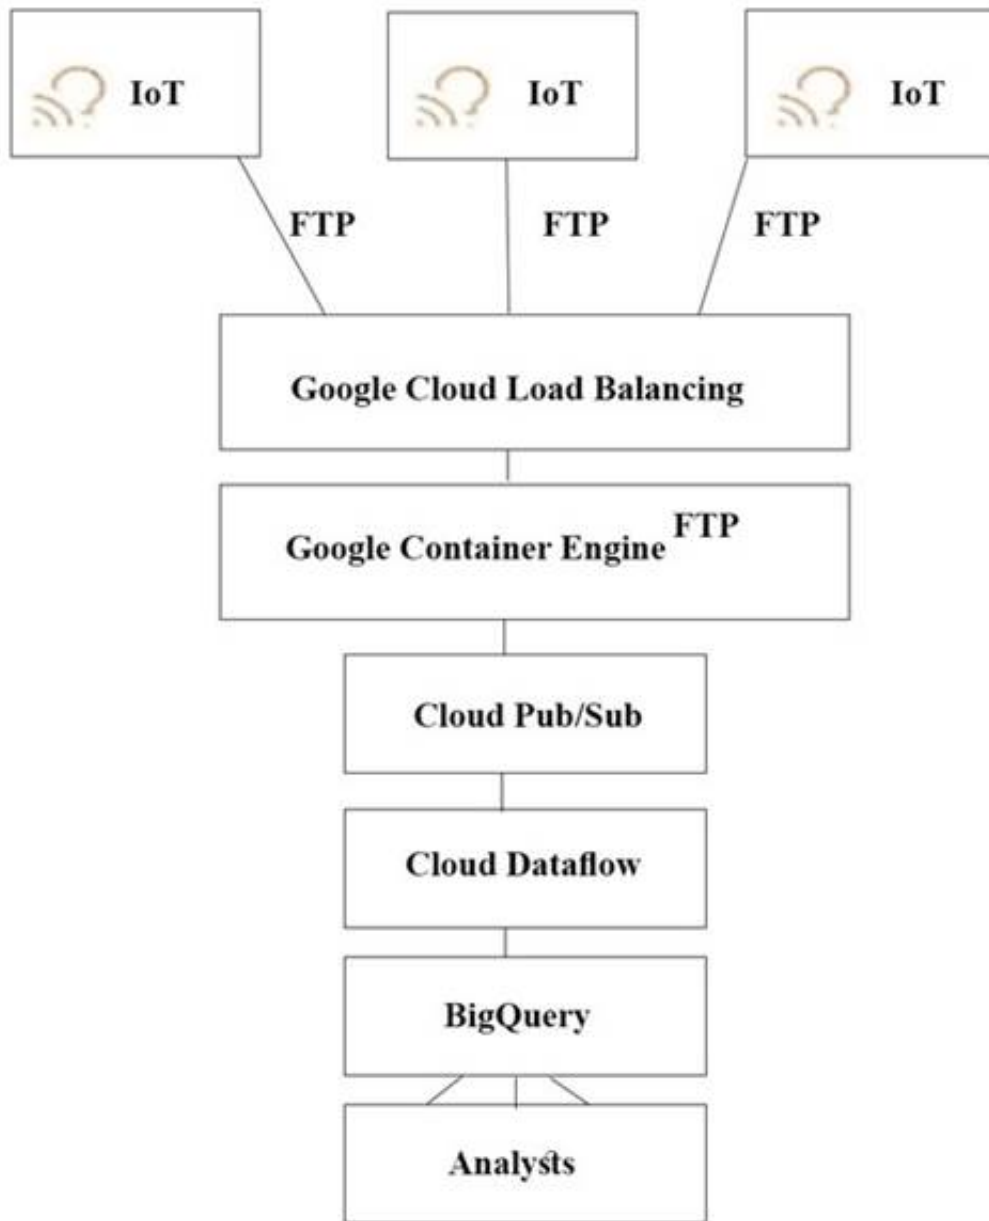 IoT
IoT
IoT
FTP
FTP
FTP
Google Cloud Load Balancing
Google Container Engine FTP
Cloud Pub/Sub
Cloud Dataflow
BigQuery
Analysts